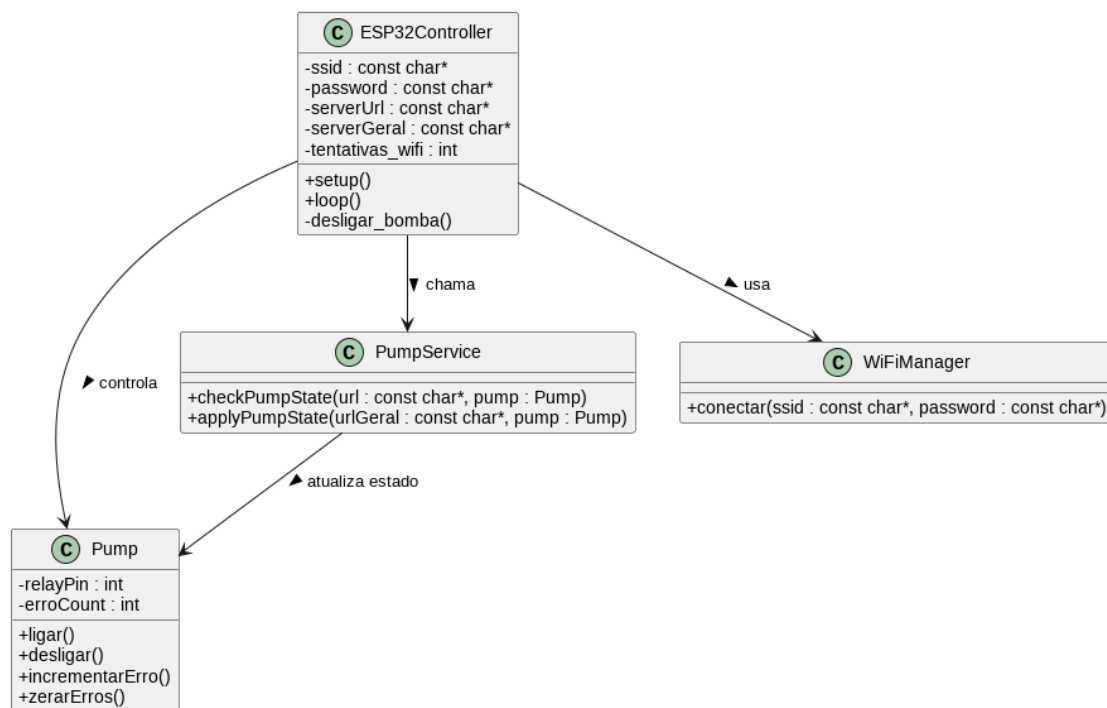 C ESP32Controller
-ssid : const char*
-password : const char*
-serverUrl : const char*
-serverGeral : const char*
-tentativas_wifi : int
+setup()
+loop()
-desligar_bomba()
chama
usa
controla
C PumpService
+checkPumpState(url : const char*, pump : Pump)
+applyPumpState(urlGeral : const char*, pump : Pump)
C WiFiManager
+conectar(ssid : const char*, password : const char*)
atualiza estado
C Pump
-relayPin : int
-erroCount : int
+ligar()
+desligar()
+incrementarErro()
+zerarErros()